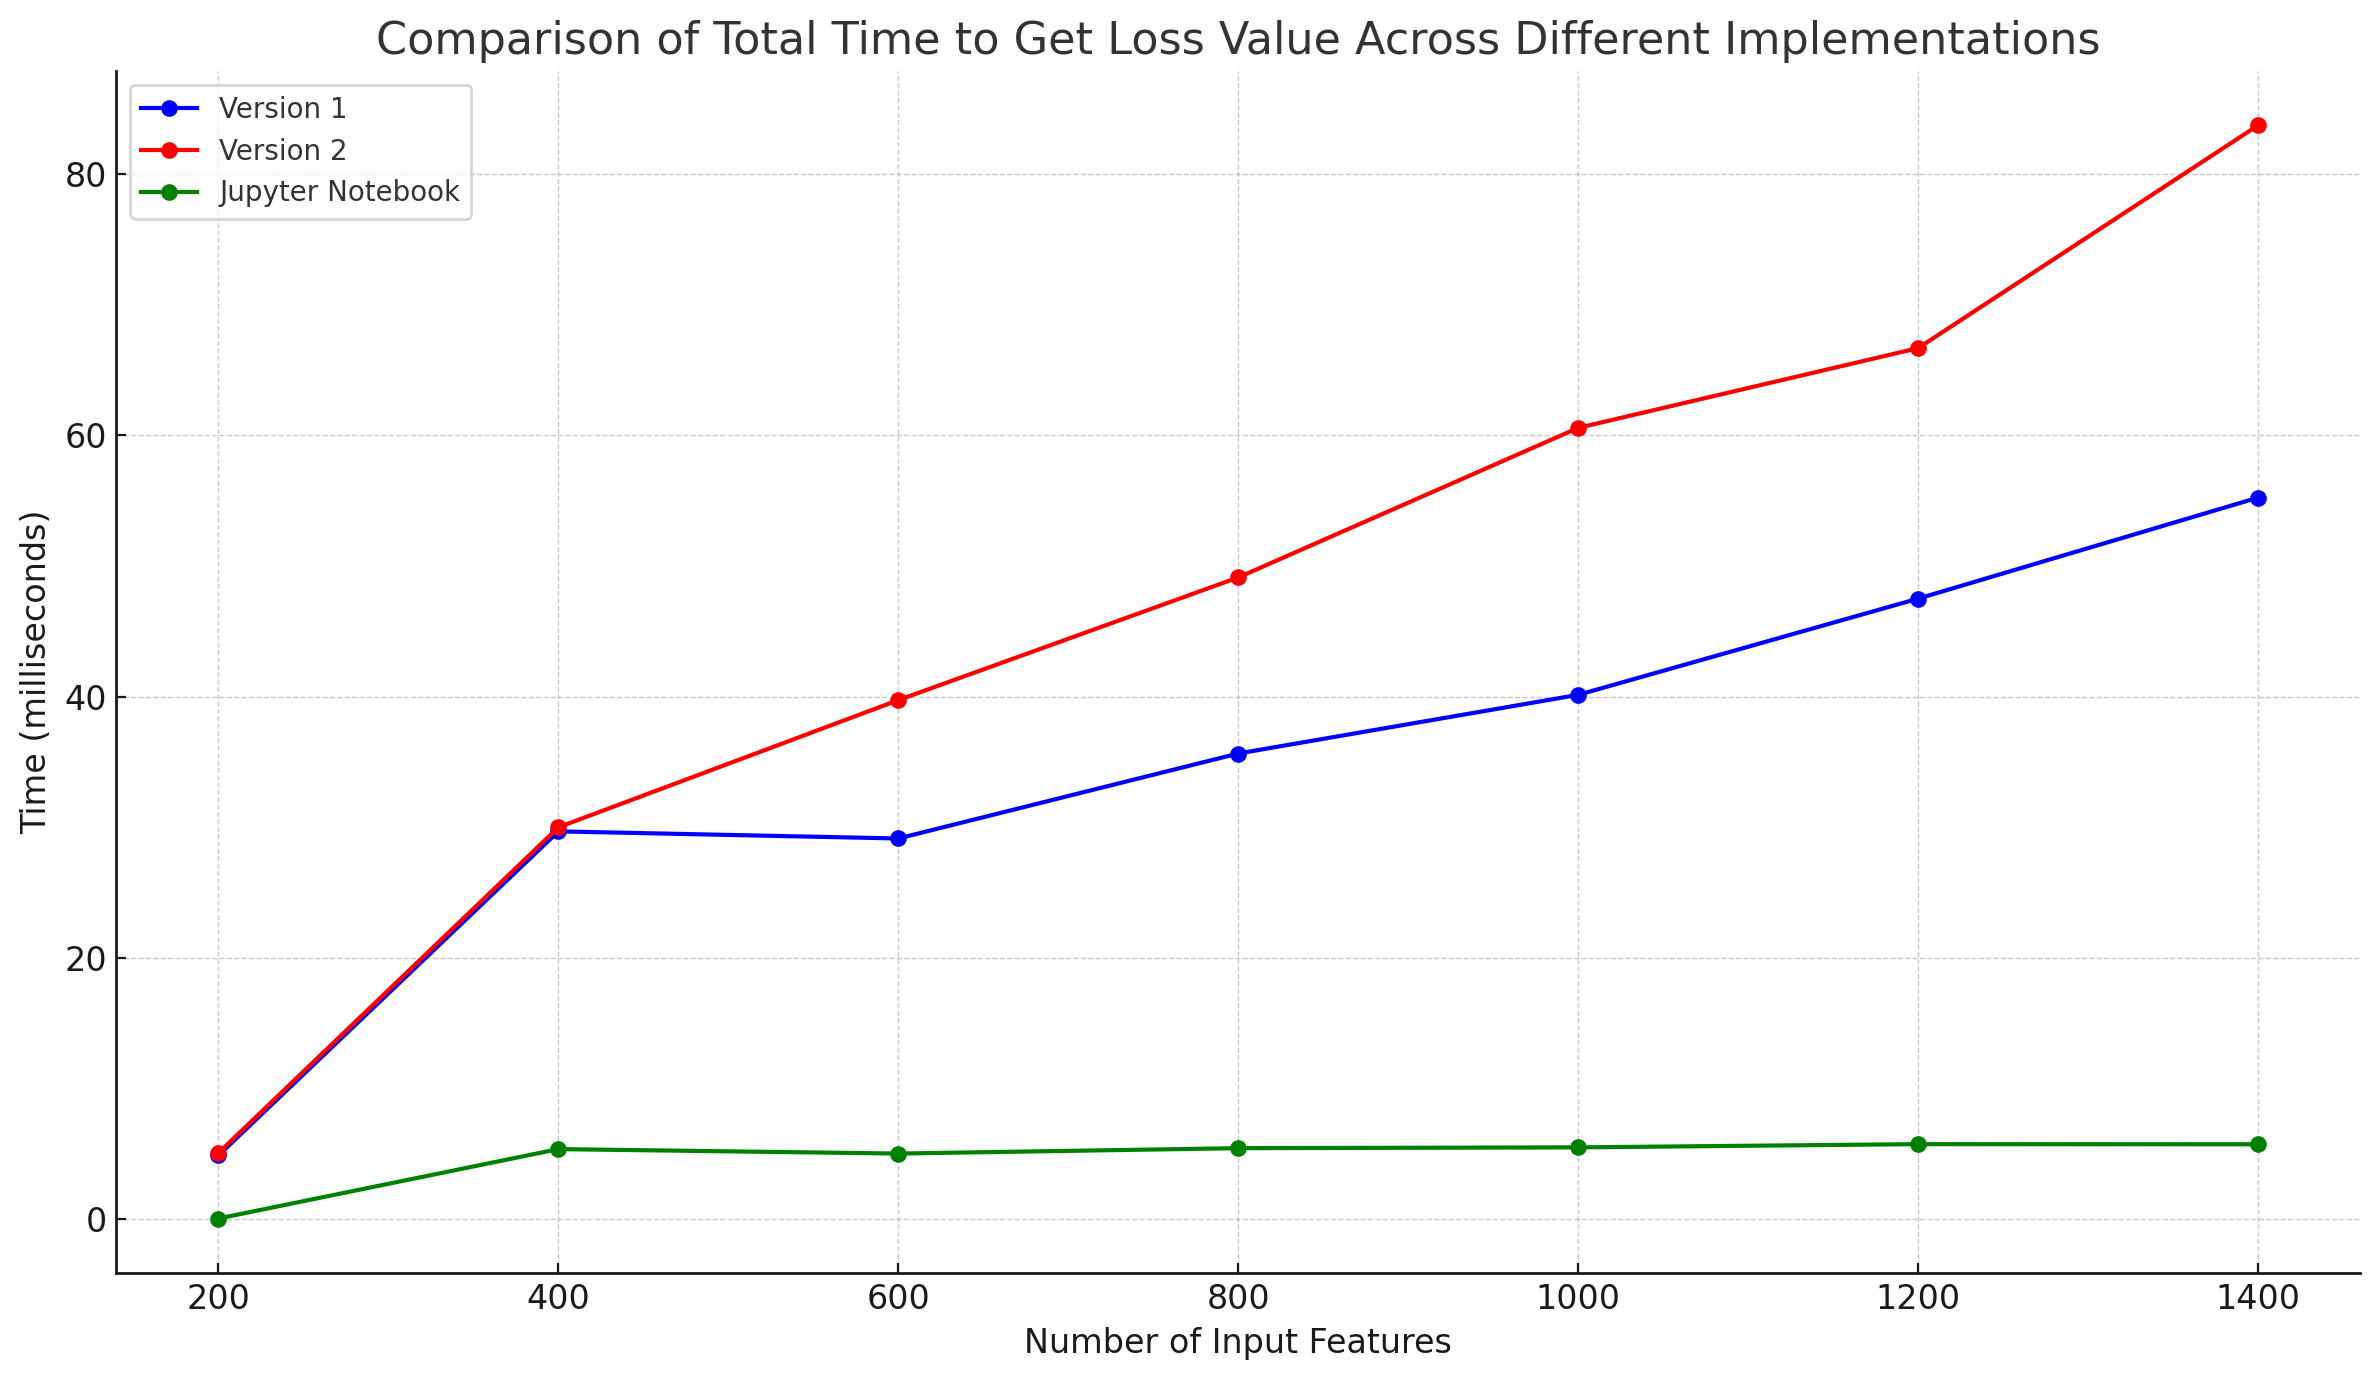 Comparison of Total Time to Get Loss Value Across Different Implementations
Version 1
Version 2
Jupyter Notebook
Time (milliseconds)
80
60
40
20
0
200 400 600 800 1000 1200 1400
Number of Input Features